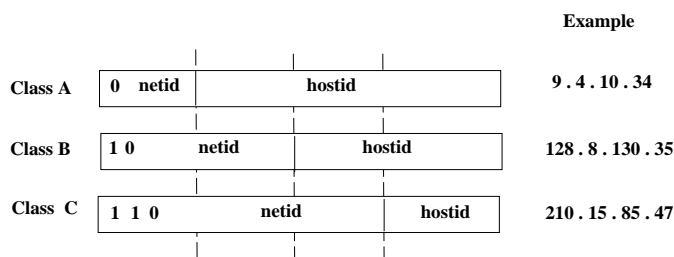 Example
Class A 0 netid hostid 9 . 4 . 10 . 34
Class B 1 0 netid hostid 128 . 8 . 130 . 35
Class C 1 1 0 netid hostid 210 . 15 . 85 . 47